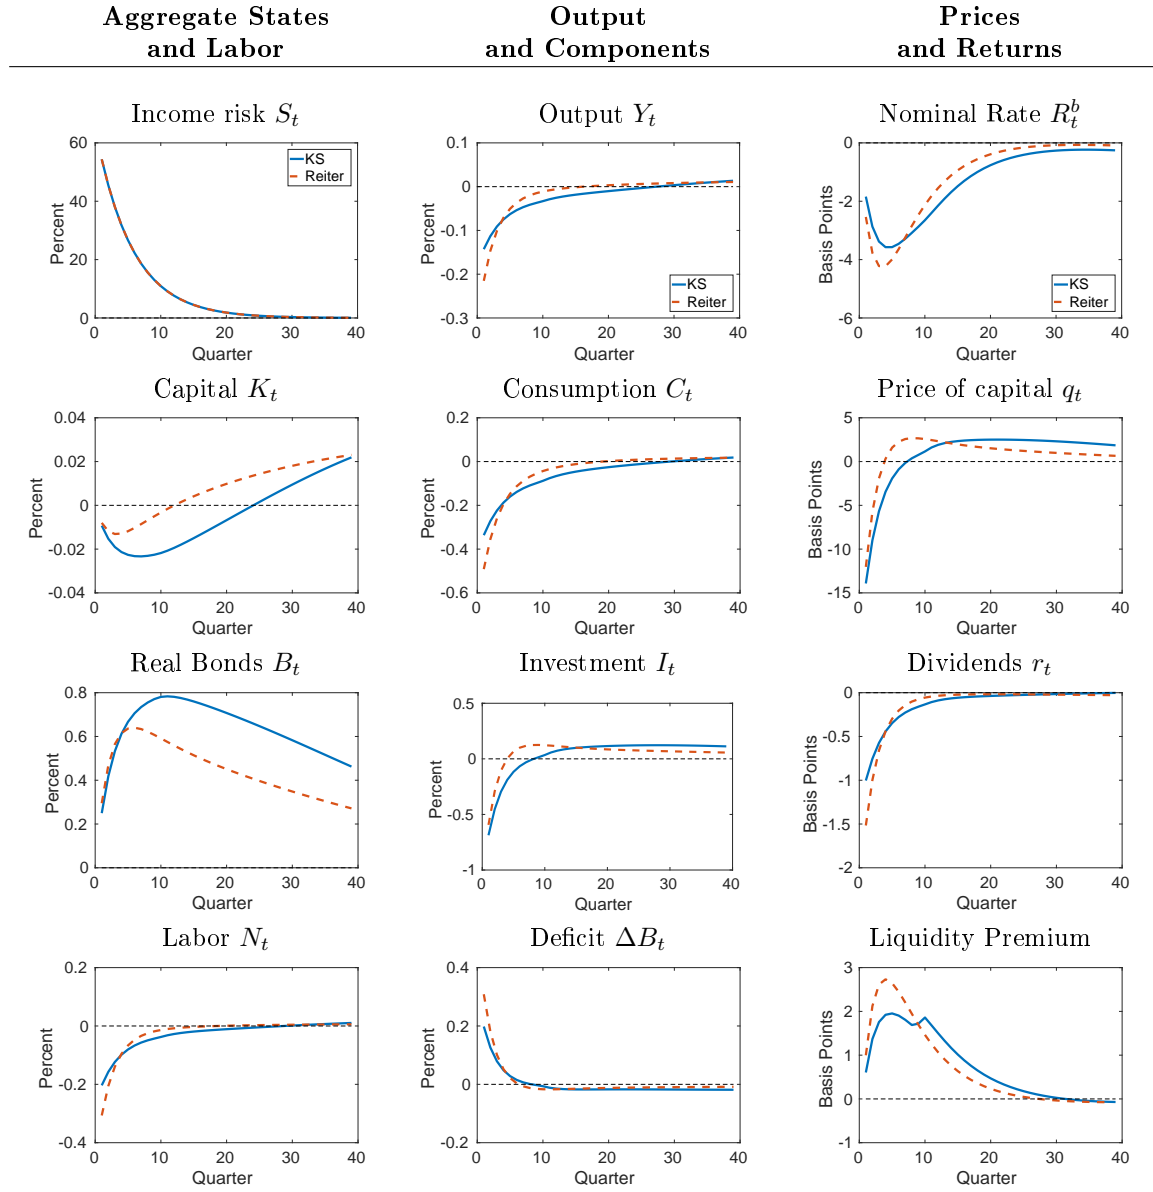 Aggregate States
and Labor
Output
and Components
Prices
and Returns
Income risk S_t
60
40
20
0
Percent
KS
Reiter
0 10 20 30 40
Quarter
Output Y_t
0.1
0
-0.1
-0.2
-0.3
Percent
KS
Reiter
0 10 20 30 40
Quarter
Nominal Rate R_t^b
0
-2
-4
-6
Basis Points
KS
Reiter
0 10 20 30 40
Quarter
Capital K_t
0.04
0.02
0
-0.02
-0.04
Percent
0 10 20 30 40
Quarter
Consumption C_t
0.2
0
-0.2
-0.4
-0.6
Percent
0 10 20 30 40
Quarter
Price of capital q_t
5
0
-5
-10
-15
Basis Points
0 10 20 30 40
Quarter
Real Bonds B_t
0.8
0.6
0.4
0.2
0
Percent
0 10 20 30 40
Quarter
Investment I_t
0.5
0
-0.5
-1
Percent
0 10 20 30 40
Quarter
Dividends r_t
0
-0.5
-1
-1.5
-2
Basis Points
0 10 20 30 40
Quarter
Labor N_t
0.2
0
-0.2
-0.4
Percent
0 10 20 30 40
Quarter
Deficit ΔB_t
0.4
0.2
0
-0.2
Percent
0 10 20 30 40
Quarter
Liquidity Premium
3
2
1
0
-1
Basis Points
0 10 20 30 40
Quarter